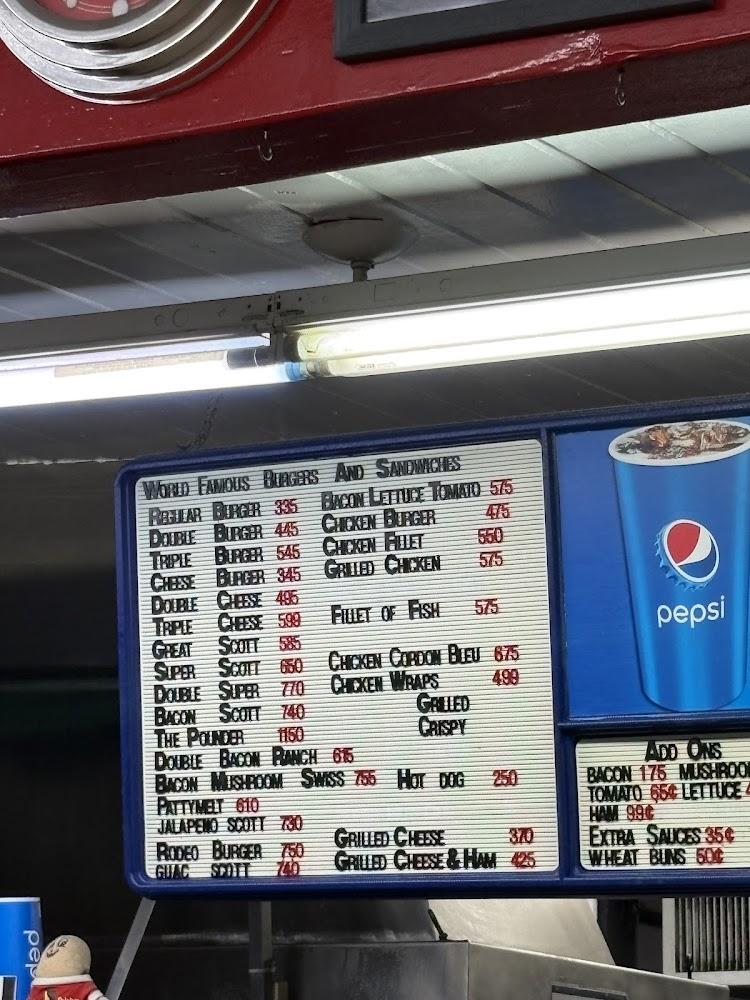 World Famous Burgers And Sandwiches
Regular Burger 335
Double Burger 445
Triple Burger 545
Cheese Burger 345
Double Cheese 495
Triple Cheese 599
Great Scott 585
Super Scott 650
Double Super 770
Bacon Scott 740
The Pounder 1150
Double Bacon Ranch 615
Bacon Mushroom Swiss 755
Pattymelt 610
Jalapeno Scott 730
Rodeo Burger 750
Guac Scott 740
Bacon Lettuce Tomato 575
Chicken Burger 475
Chicken Fillet 550
Grilled Chicken 575
Fillet of Fish 575
Chicken Cordon Bleu 675
Chicken Wraps 499
Grilled
Crispy
Hot dog 250
Grilled Cheese 370
Grilled Cheese & Ham 425
pepsi
Add Ons
Bacon 175 Mushroom
Tomato 65¢ Lettuce
Ham 99¢
Extra Sauces 35¢
Wheat Buns 50¢
pep